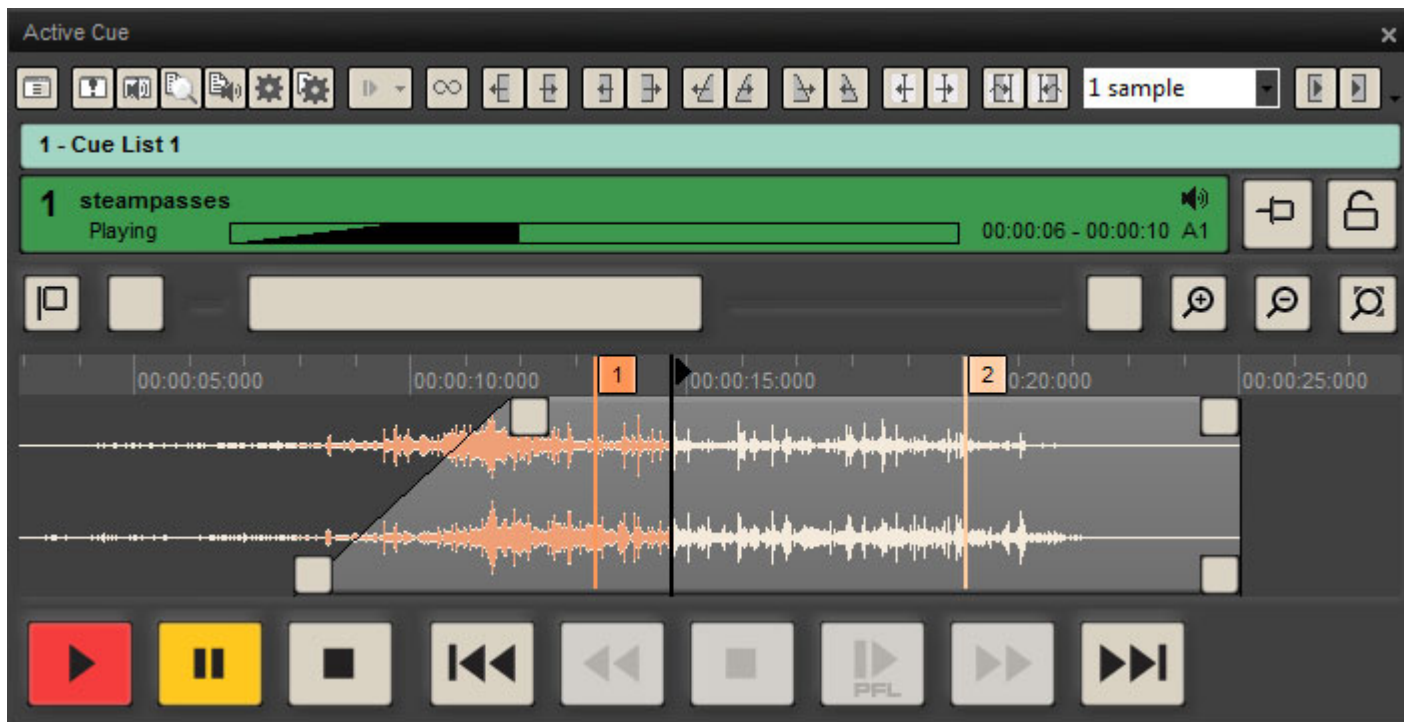 Active Cue
1 sample
1 - Cue List 1
1 steampasses
Playing 00:00:06 - 00:00:10 A1
00:00:05:000 00:00:10:000 1 00:00:15:000 2 0:20:000 00:00:25:000
PFL